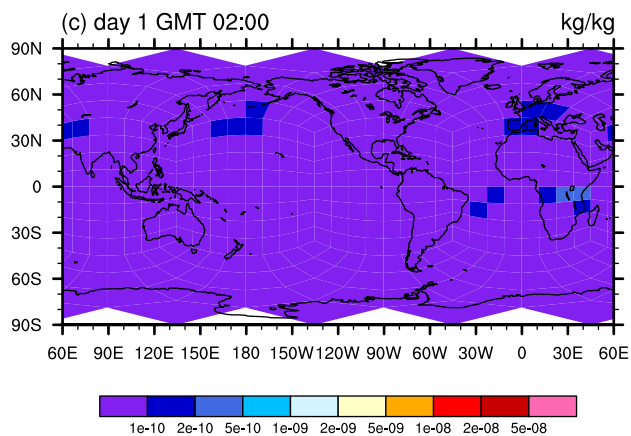 (c) day 1 GMT 02:00 kg/kg
90N
60N
30N
0
30S
60S
90S
60E 90E 120E 150E 180 150W 120W 90W 60W 30W 0 30E 60E
1e-10 2e-10 5e-10 1e-09 2e-09 5e-09 1e-08 2e-08 5e-08